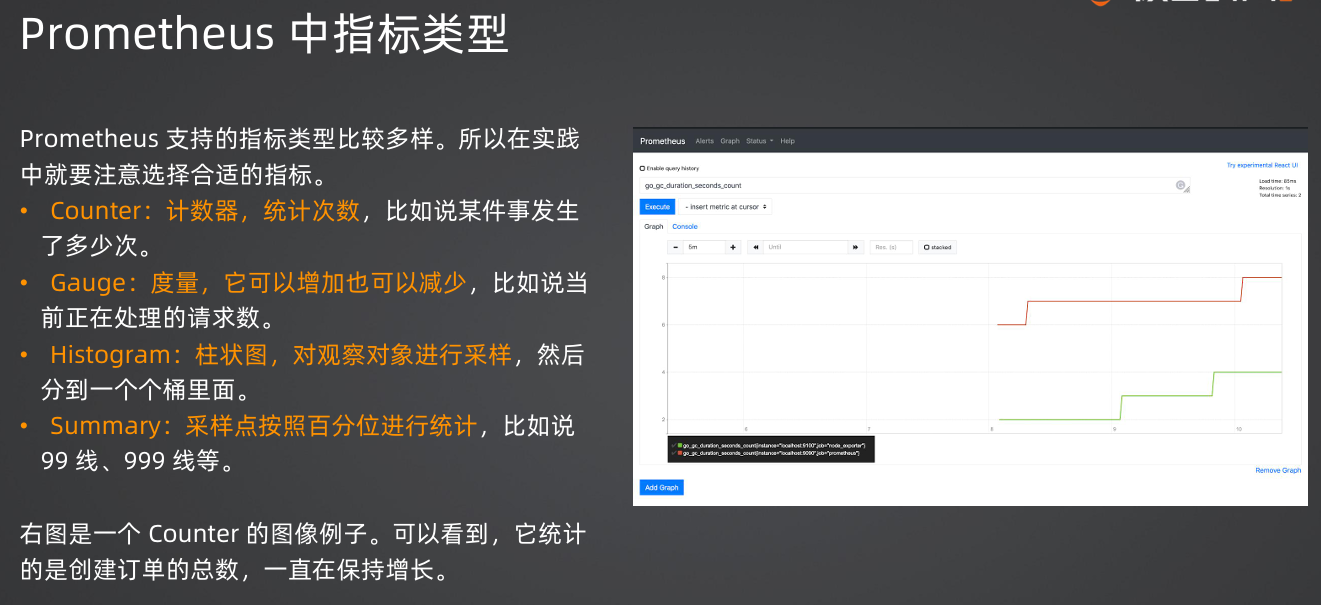 Prometheus 中指标类型
Prometheus 支持的指标类型比较多样。所以在实践
中就要注意选择合适的指标。
• Counter：计数器，统计次数，比如说某件事发生
了多少次。
• Gauge：度量，它可以增加也可以减少，比如说当
前正在处理的请求数。
• Histogram：柱状图，对观察对象进行采样，然后
分到一个个桶里面。
• Summary：采样点按照百分位进行统计，比如说
99 线、999 线等。
右图是一个 Counter 的图像例子。可以看到，它统计
的是创建订单的总数，一直在保持增长。
Prometheus Alerts Graph Status Help
Enable query history
Try experimental React UI
go_gc_duration_seconds_count
Load time: 85ms
Resolution: 1s
Total time series: 2
Execute - insert metric at cursor
Graph Console
− 5m + Until Res. (s) stacked
8
6
4
2
6 7 8 9 10
go_gc_duration_seconds_count{instance="localhost:9100",job="node_exporter"}
go_gc_duration_seconds_count{instance="localhost:9090",job="prometheus"}
Remove Graph
Add Graph